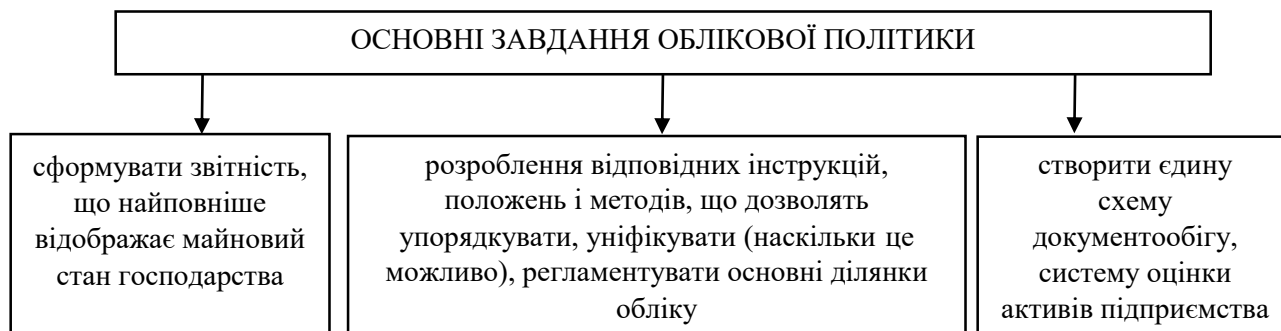 ОСНОВНІ ЗАВДАННЯ ОБЛІКОВОЇ ПОЛІТИКИ
сформувати звітність,
що найповніше
відображає майновий
стан господарства
розроблення відповідних інструкцій,
положень і методів, що дозволять
упорядкувати, уніфікувати (наскільки це
можливо), регламентувати основні ділянки
обліку
створити єдину
схему
документообігу,
систему оцінки
активів підприємства